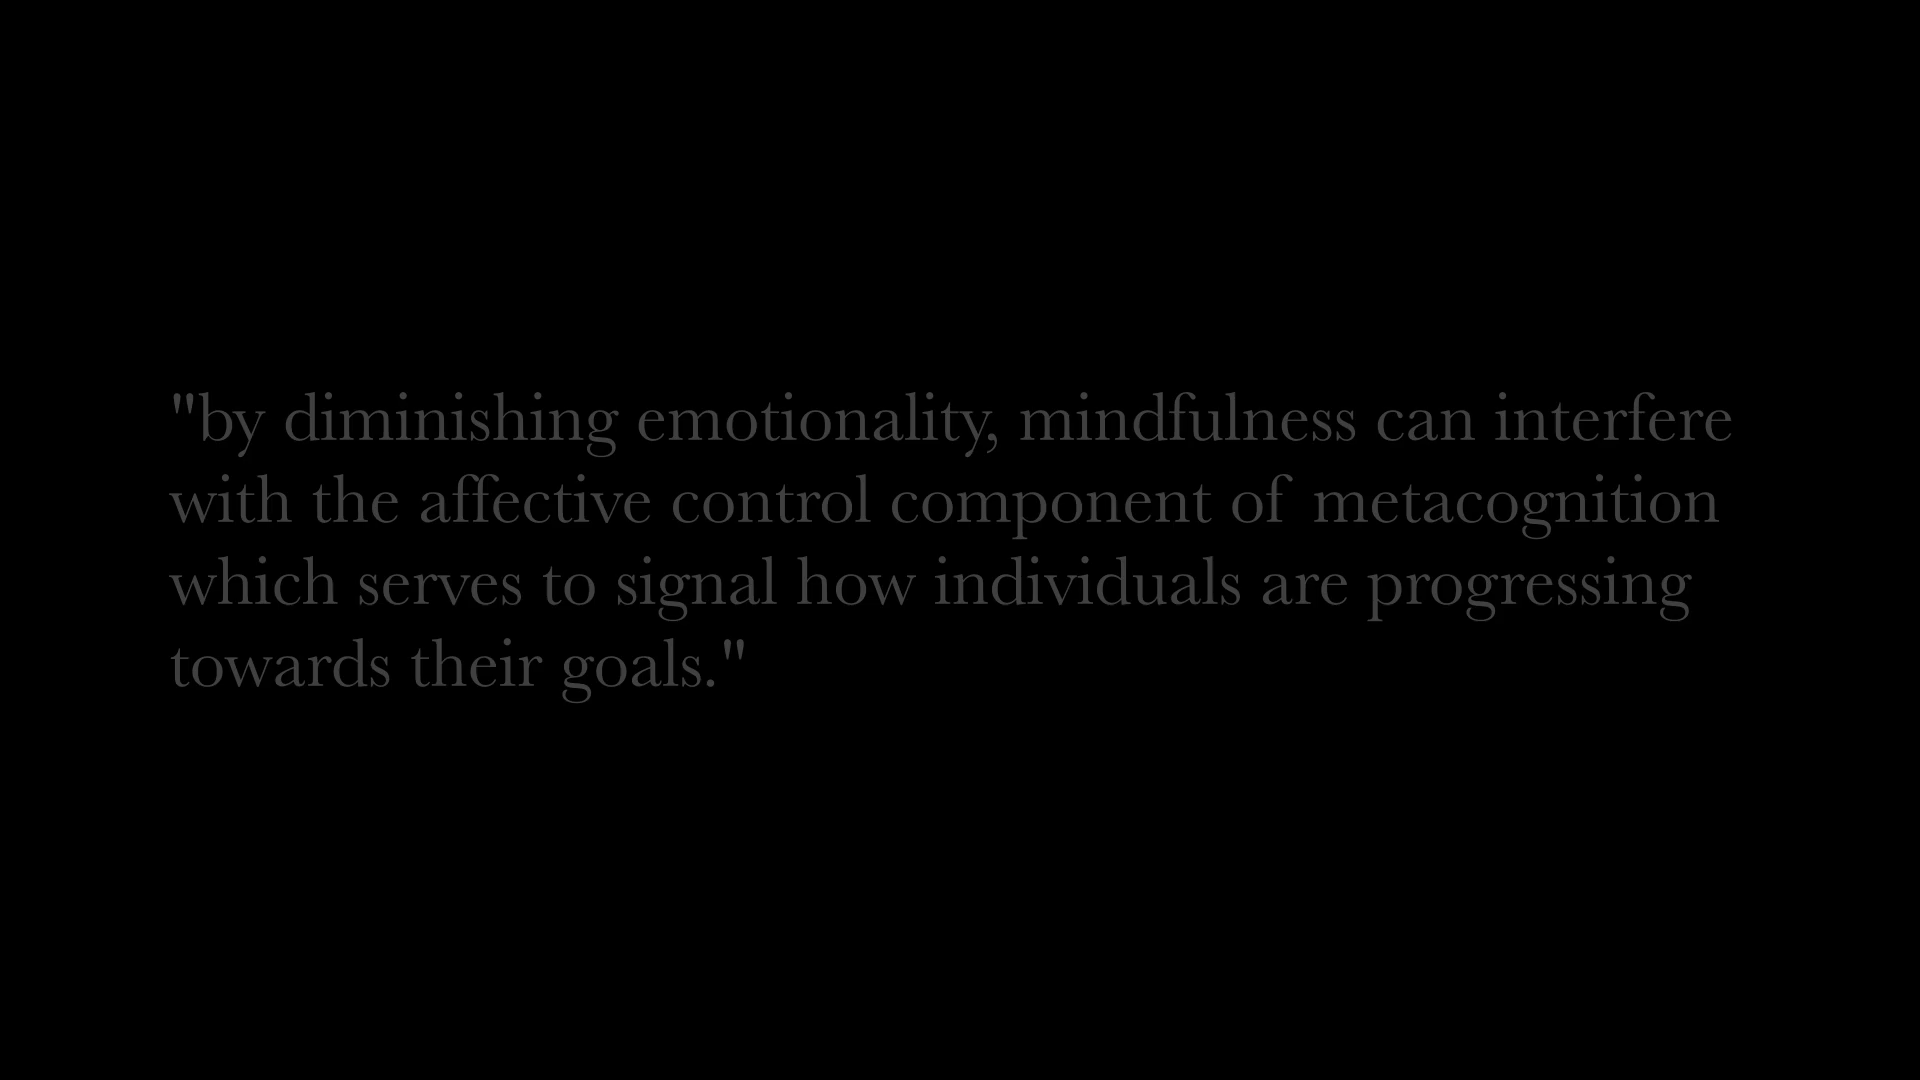 "by diminishing emotionality, mindfulness can interfere
with the affective control component of metacognition
which serves to signal how individuals are progressing
towards their goals."